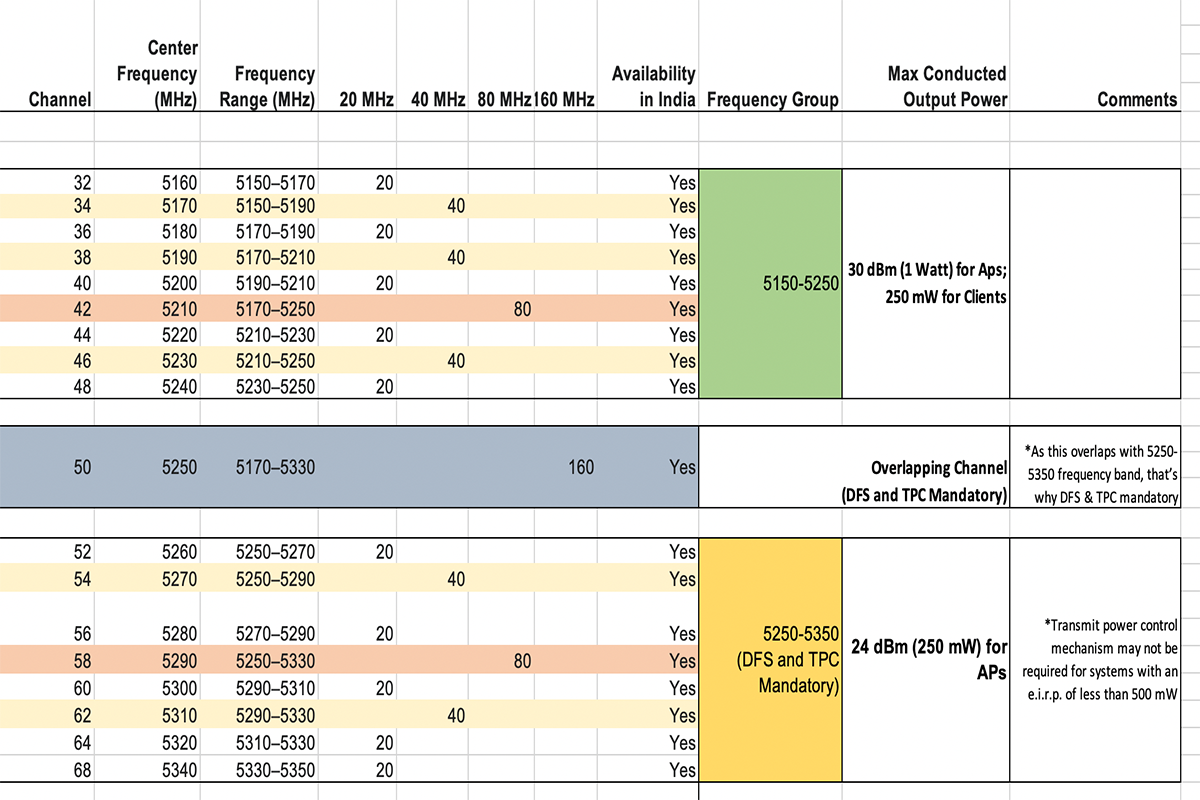 Channel Center Frequency (MHz) Frequency Range (MHz) 20 MHz 40 MHz 80 MHz 160 MHz Availability in India Frequency Group Max Conducted Output Power Comments
32 5160 5150–5170 20 Yes
34 5170 5150–5190 40 Yes
36 5180 5170–5190 20 Yes
38 5190 5170–5210 40 Yes
40 5200 5190–5210 20 Yes
42 5210 5170–5250 80 Yes
44 5220 5210–5230 20 Yes
46 5230 5210–5250 40 Yes
48 5240 5230–5250 20 Yes
5150-5250
30 dBm (1 Watt) for Aps;
250 mW for Clients
50 5250 5170–5330 160 Yes
Overlapping Channel
(DFS and TPC Mandatory)
*As this overlaps with 5250-
5350 frequency band, that's
why DFS & TPC mandatory
52 5260 5250–5270 20 Yes
54 5270 5250–5290 40 Yes
56 5280 5270–5290 20 Yes
58 5290 5250–5330 80 Yes
60 5300 5290–5310 20 Yes
62 5310 5290–5330 40 Yes
64 5320 5310–5330 20 Yes
68 5340 5330–5350 20 Yes
5250-5350
(DFS and TPC
Mandatory)
24 dBm (250 mW) for
APs
*Transmit power control
mechanism may not be
required for systems with an
e.i.r.p. of less than 500 mW